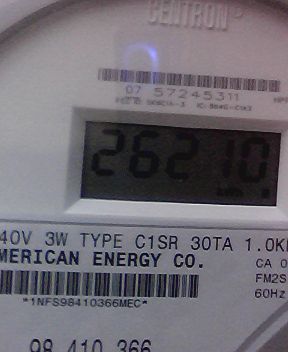 CENTRON®
07 57245311
26210
kWh
40V 3W TYPE C1SR 30TA 1.0K
MERICAN ENERGY CO.
CA 0
FM2S
*1NFS98410366MEC*
60Hz
98 410 366